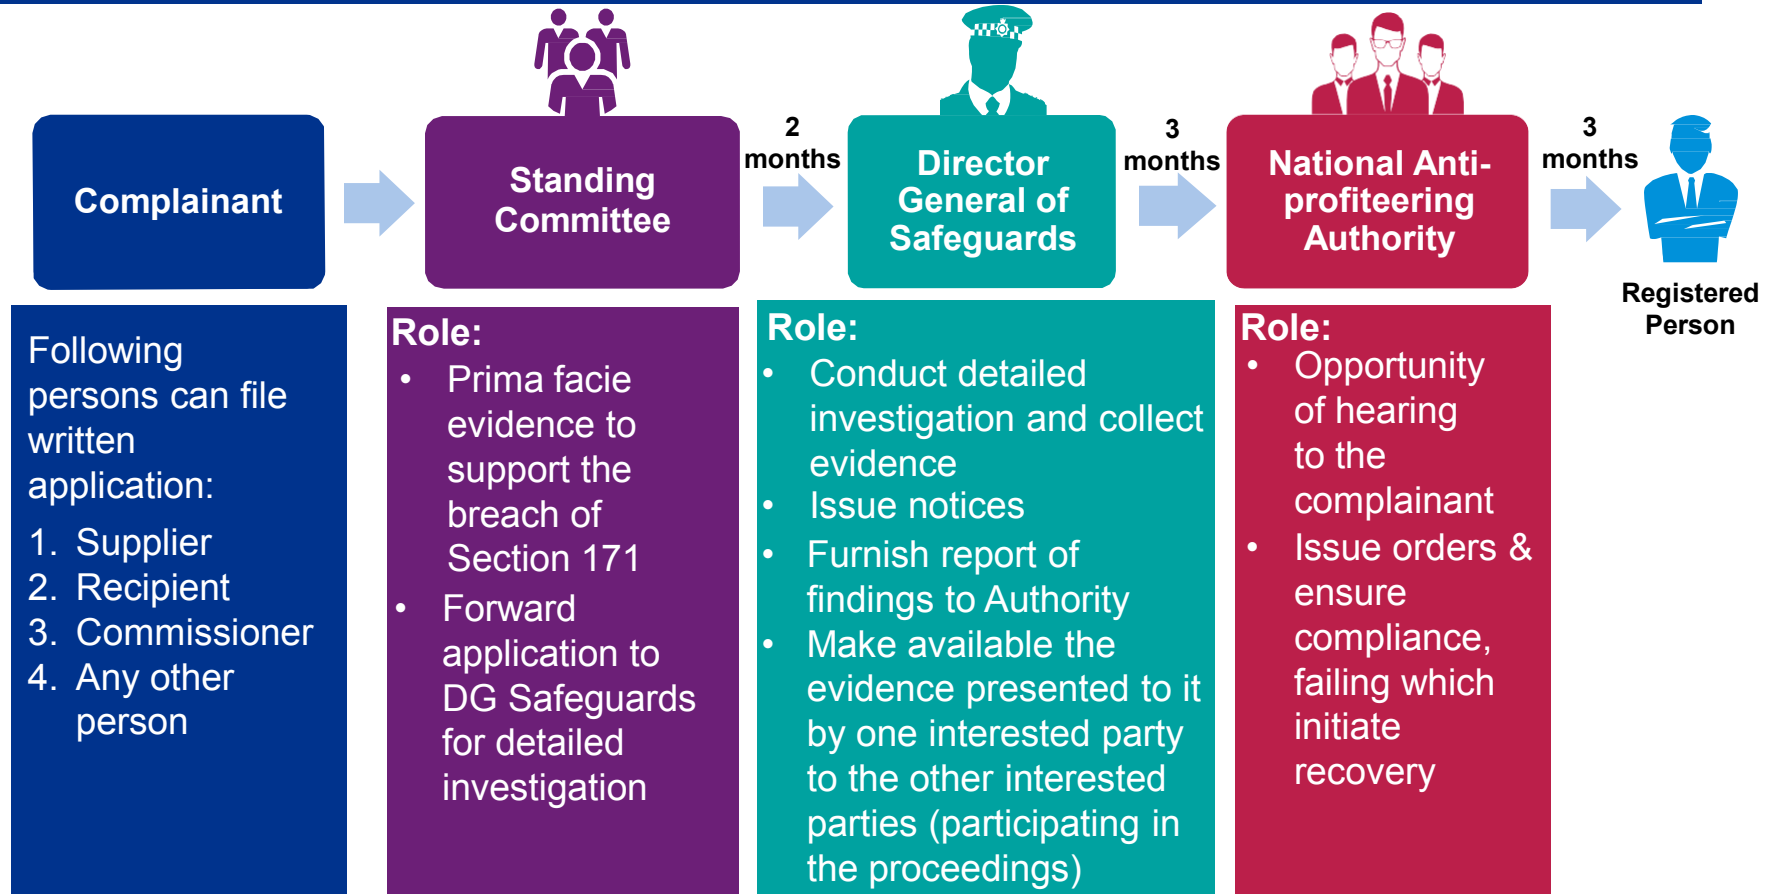 Complainant
Standing
Committee
2
months
Director
General of
Safeguards
3
months
National Anti-
profiteering
Authority
3
months
Registered
Person
Following
persons can file
written
application:
1. Supplier
2. Recipient
3. Commissioner
4. Any other
person
Role:
• Prima facie
evidence to
support the
breach of
Section 171
• Forward
application to
DG Safeguards
for detailed
investigation
Role:
• Conduct detailed
investigation and collect
evidence
• Issue notices
• Furnish report of
findings to Authority
• Make available the
evidence presented to it
by one interested party
to the other interested
parties (participating in
the proceedings)
Role:
• Opportunity
of hearing
to the
complainant
• Issue orders &
ensure
compliance,
failing which
initiate
recovery